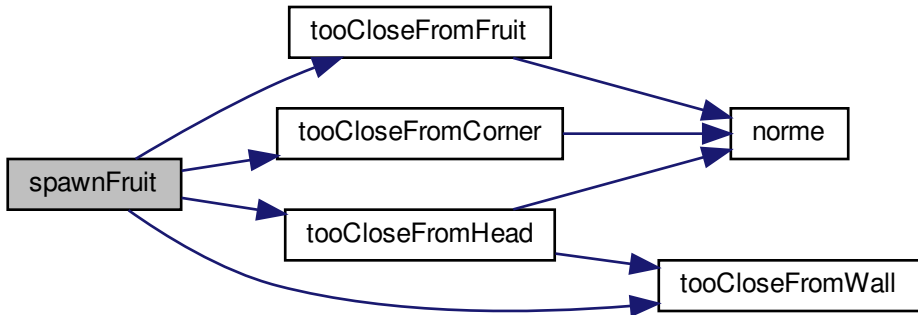 tooCloseFromFruit
tooCloseFromCorner
norme
spawnFruit
tooCloseFromHead
tooCloseFromWall